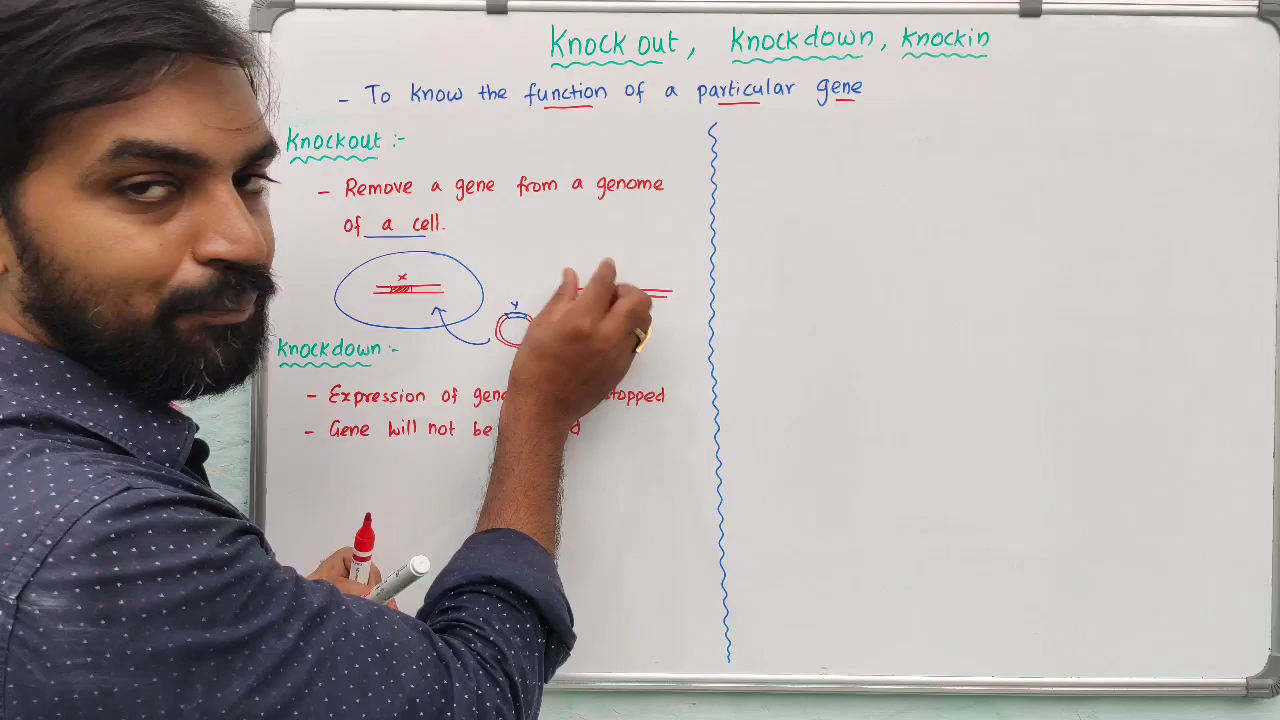 Knock out, Knockdown, Knockin
- To know the function of a particular gene
Knockout :-
- Remove a gene from a genome
of a cell.
x
y
Knockdown :-
- Expression of gene stopped
- Gene will not be